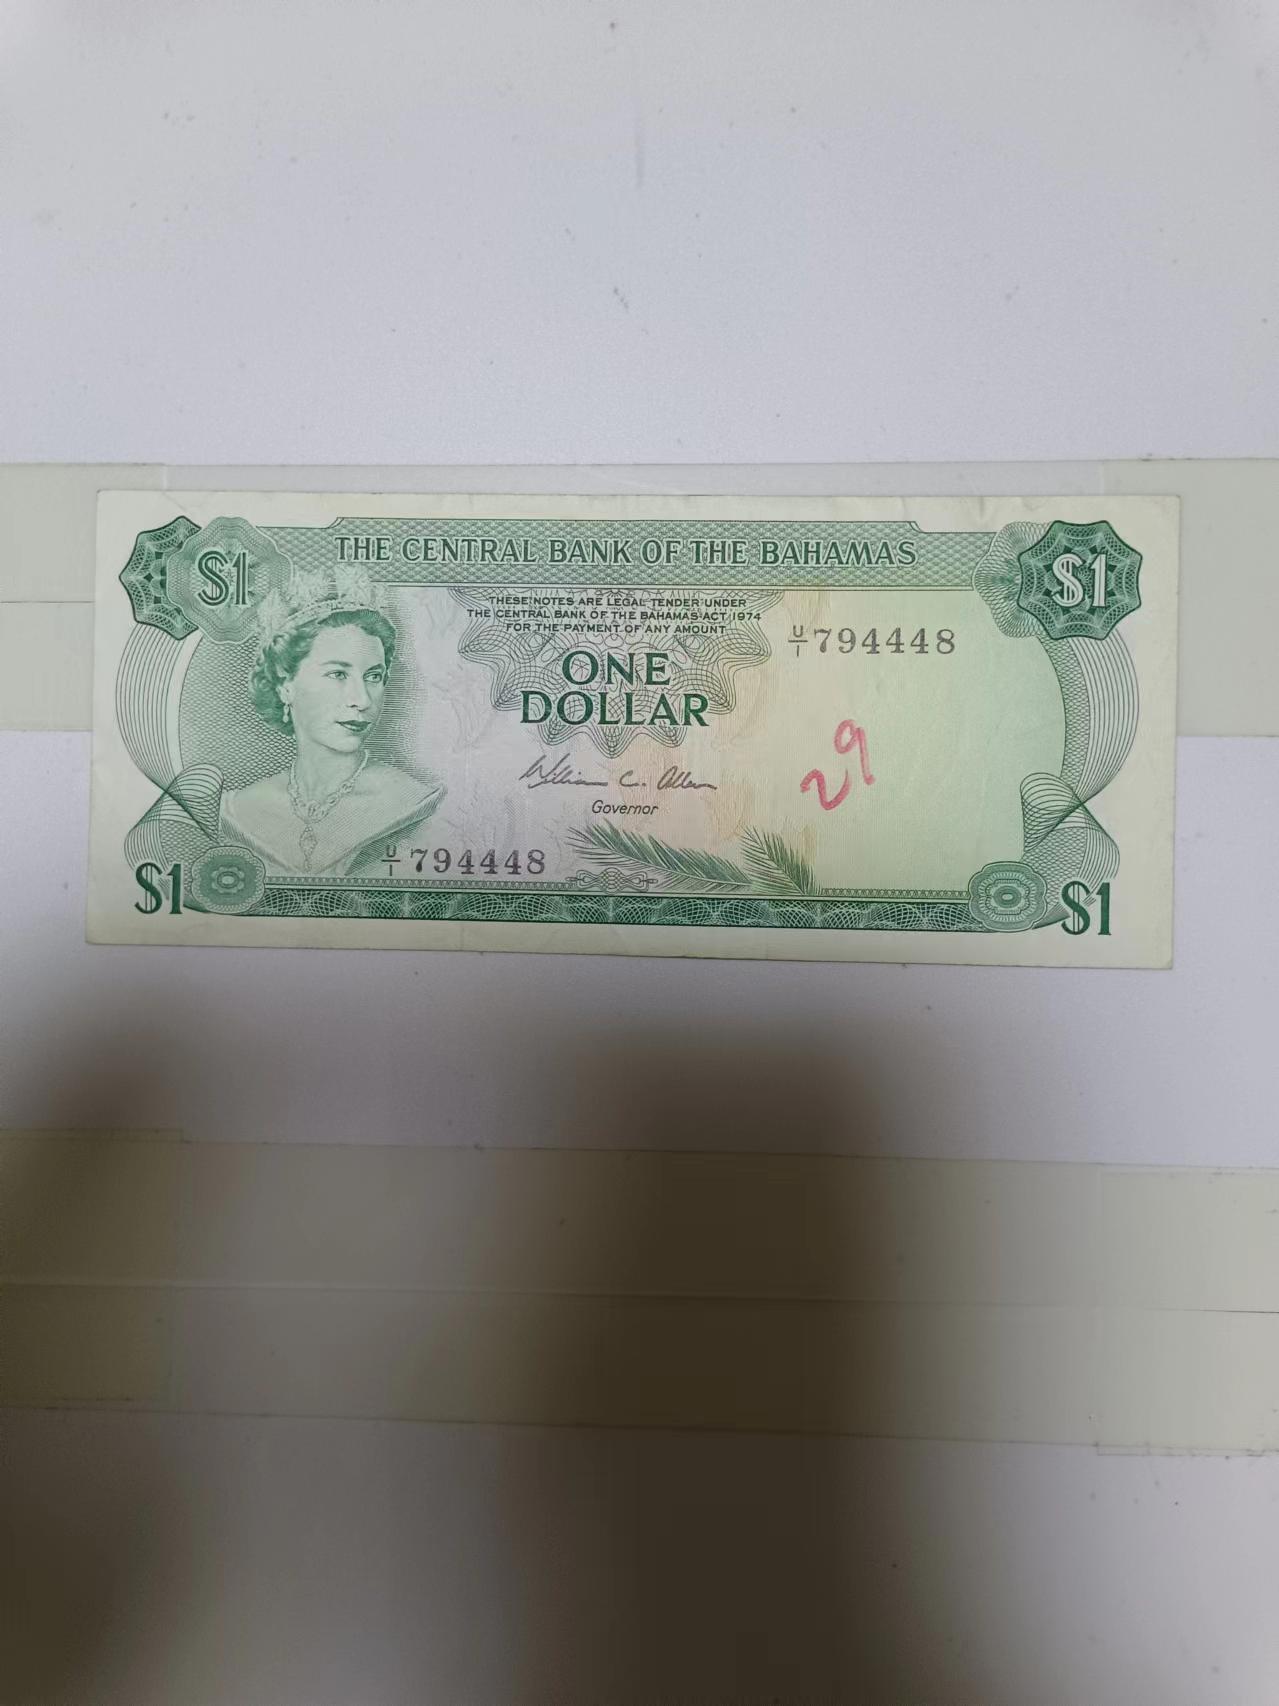 $1 THE CENTRAL BANK OF THE BAHAMAS $1
THESE NOTES ARE LEGAL TENDER UNDER
THE CENTRAL BANK OF THE BAHAMAS ACT 1974
FOR THE PAYMENT OF ANY AMOUNT
U/1 794448
ONE
DOLLAR
29
William C. Allen
Governor
U/1 794448
$1 $1